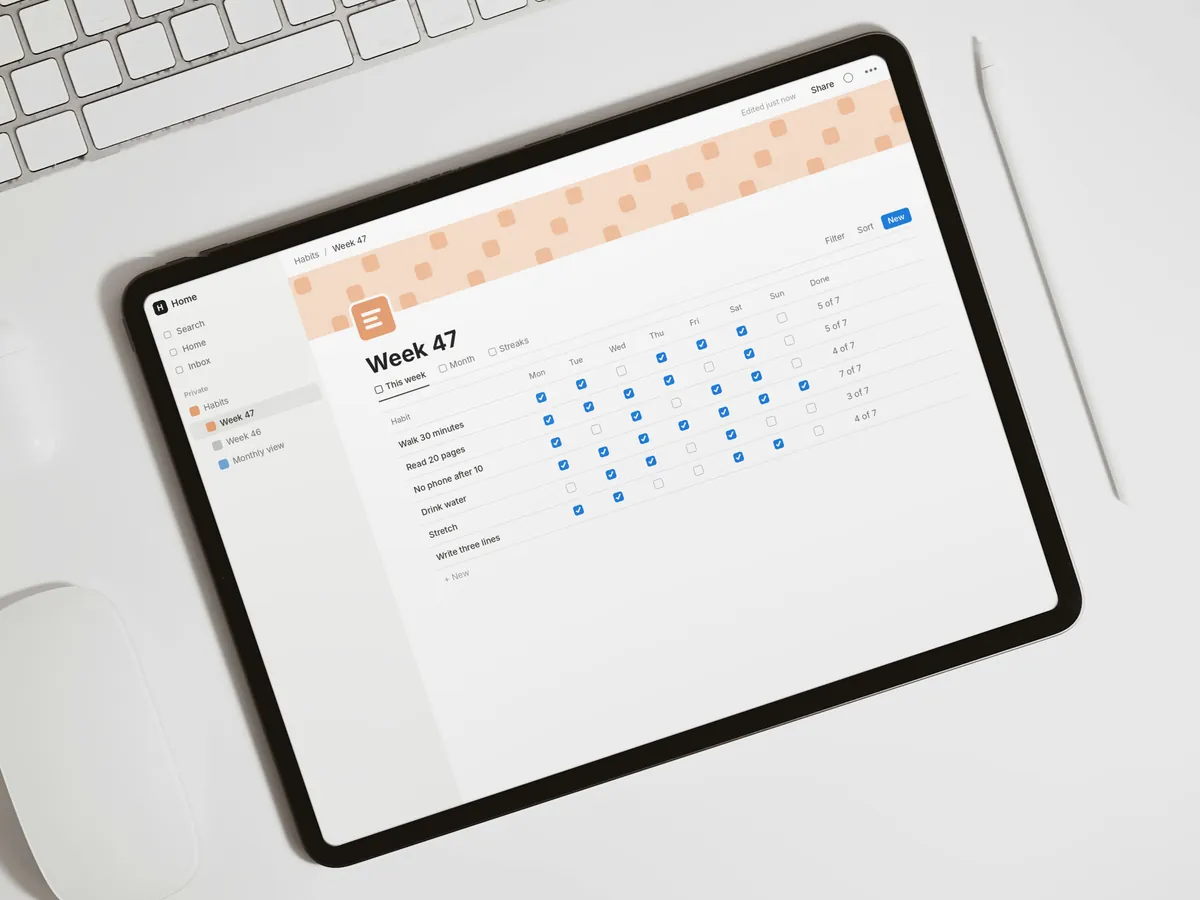 Habits / Week 47
Edited just now
Share
H Home
Search
Home
Inbox
Private
Habits
Week 47
Week 46
Monthly view
Week 47
This week
Month
Streaks
Filter
Sort
New
Habit Mon Tue Wed Thu Fri Sat Sun Done
Walk 30 minutes 5 of 7
Read 20 pages 5 of 7
No phone after 10 4 of 7
Drink water 7 of 7
Stretch 3 of 7
Write three lines 4 of 7
+ New